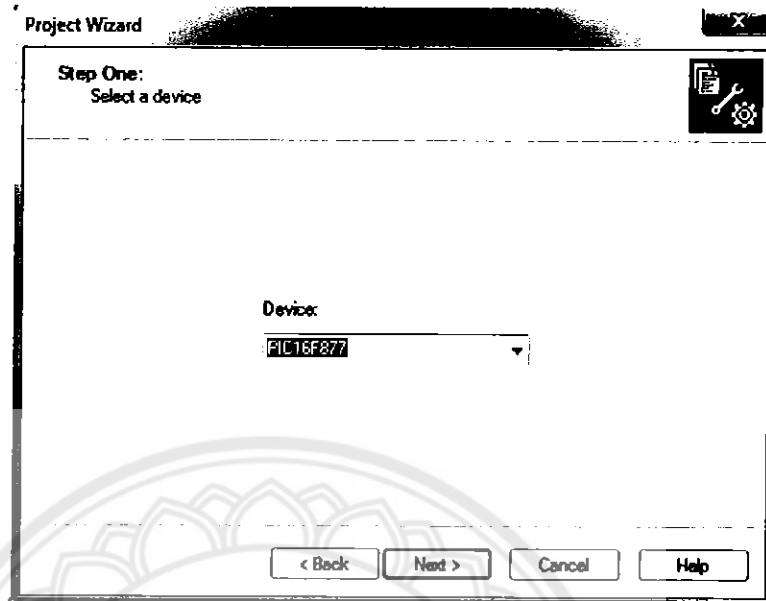 Project Wizard
Step One:
Select a device
Device:
PIC16F877
< Back
Next >
Cancel
Help